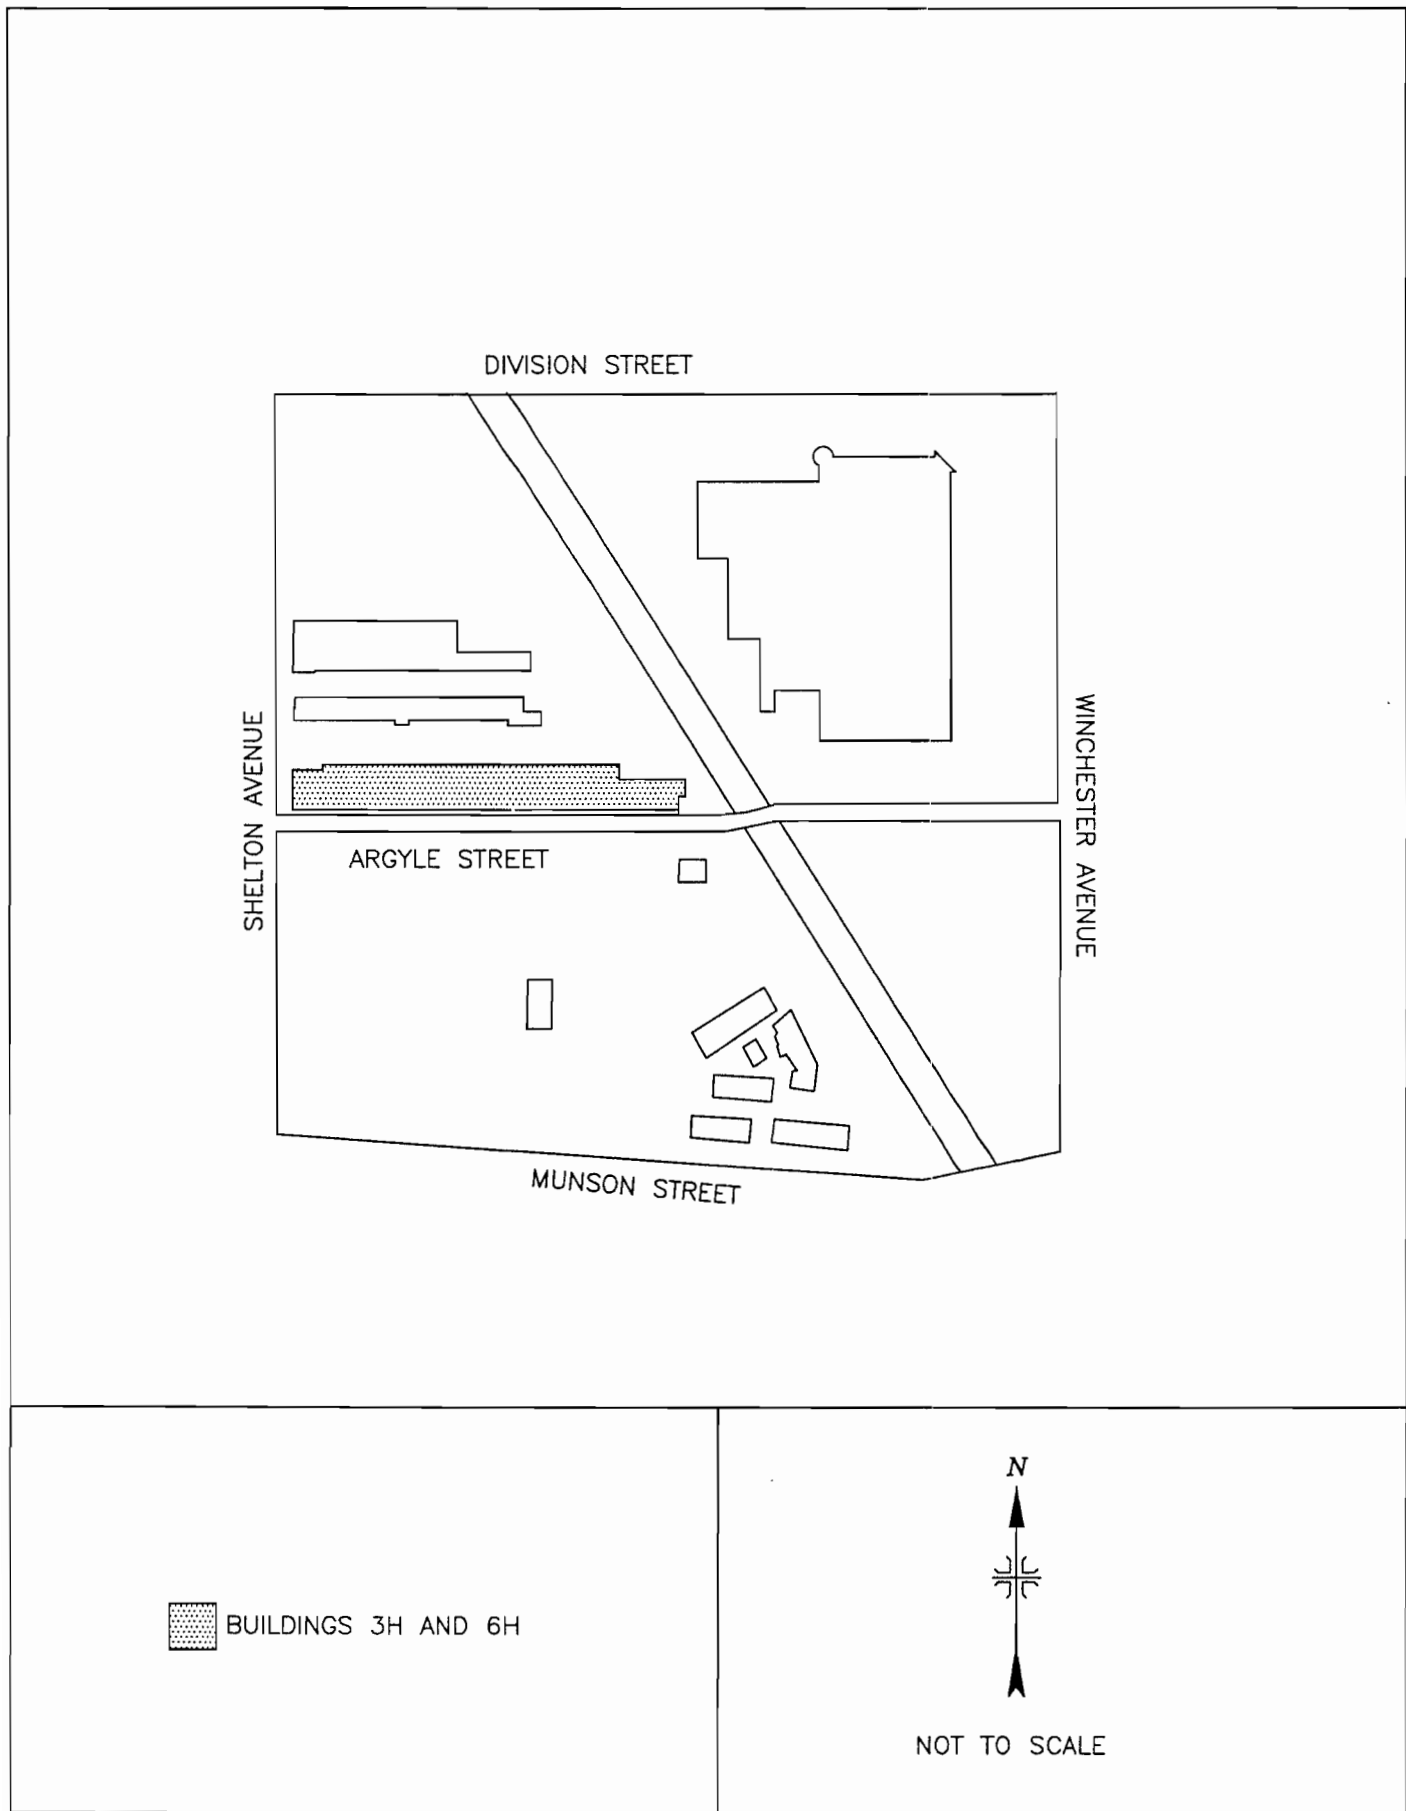 DIVISION STREET
SHELTON AVENUE
WINCHESTER AVENUE
ARGYLE STREET
MUNSON STREET
BUILDINGS 3H AND 6H
N
NOT TO SCALE